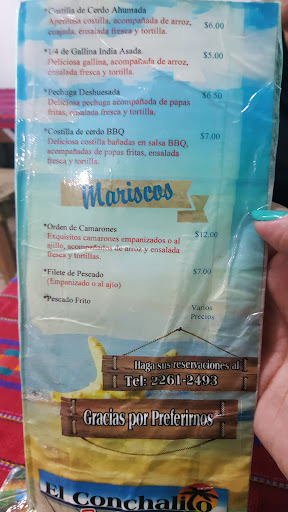 *Costilla de Cerdo Ahumada
Apetitosa costilla, acompañada de arroz,
cuajada, ensalada fresca y tortilla.
$6.00
*1/4 de Gallina India Asada
Deliciosa gallina, acompañada de arroz,
ensalada fresca y tortilla.
$5.00
*Pechuga Deshuesada
Deliciosa pechuga acompañada de papas
fritas, ensalada fresca y tortilla.
$6.50
*Costilla de cerdo BBQ
Deliciosa costilla bañadas en salsa BBQ,
acompañadas de papas fritas, ensalada
fresca y tortilla.
$7.00
Mariscos
*Orden de Camarones
Exquisitos camarones empanizados o al
ajillo, acompañados de arroz y ensalada
fresca y tortillas.
$12.00
*Filete de Pescado
(Empanizado o al ajio)
$7.00
*Pescado Frito
Varios
Precios
Haga sus reservaciones al
Tel: 2261-2493
Gracias por Preferirnos
El Conchalito